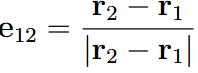 e₁₂ = (r₂ − r₁) / |r₂ − r₁|